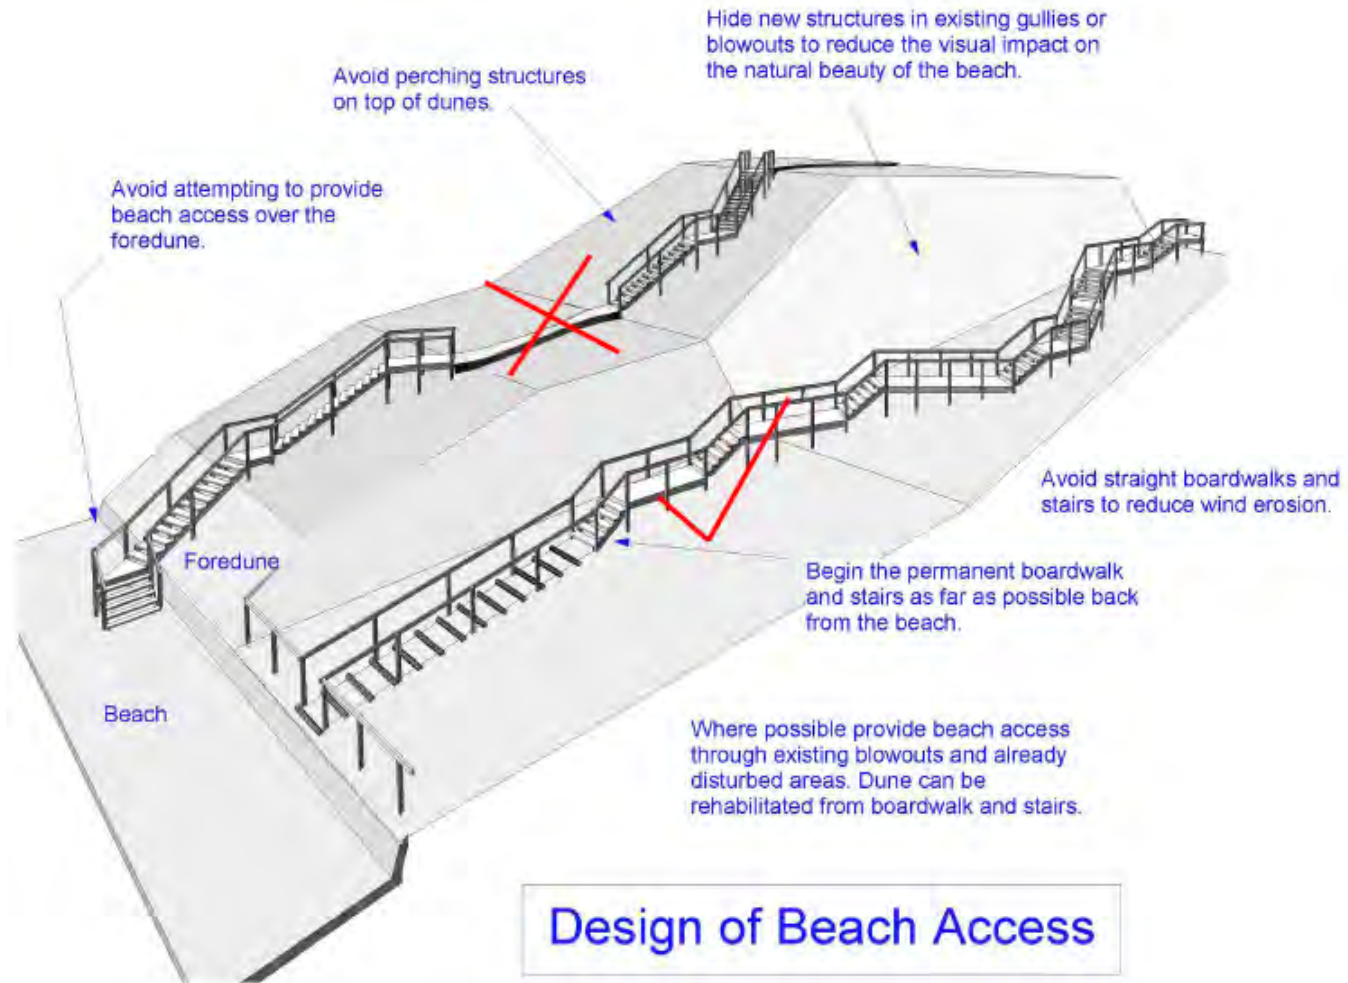 Hide new structures in existing gullies or
blowouts to reduce the visual impact on
the natural beauty of the beach.
Avoid perching structures
on top of dunes.
Avoid attempting to provide
beach access over the
foredune.
Avoid straight boardwalks and
stairs to reduce wind erosion.
Foredune
Begin the permanent boardwalk
and stairs as far as possible back
from the beach.
Beach
Where possible provide beach access
through existing blowouts and already
disturbed areas. Dune can be
rehabilitated from boardwalk and stairs.
Design of Beach Access